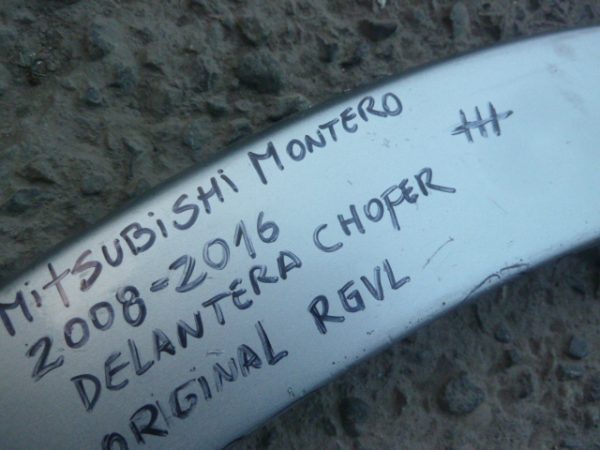 MITSUBISHI MONTERO
2008-2016
DELANTERA CHOFER
ORIGINAL RGVL